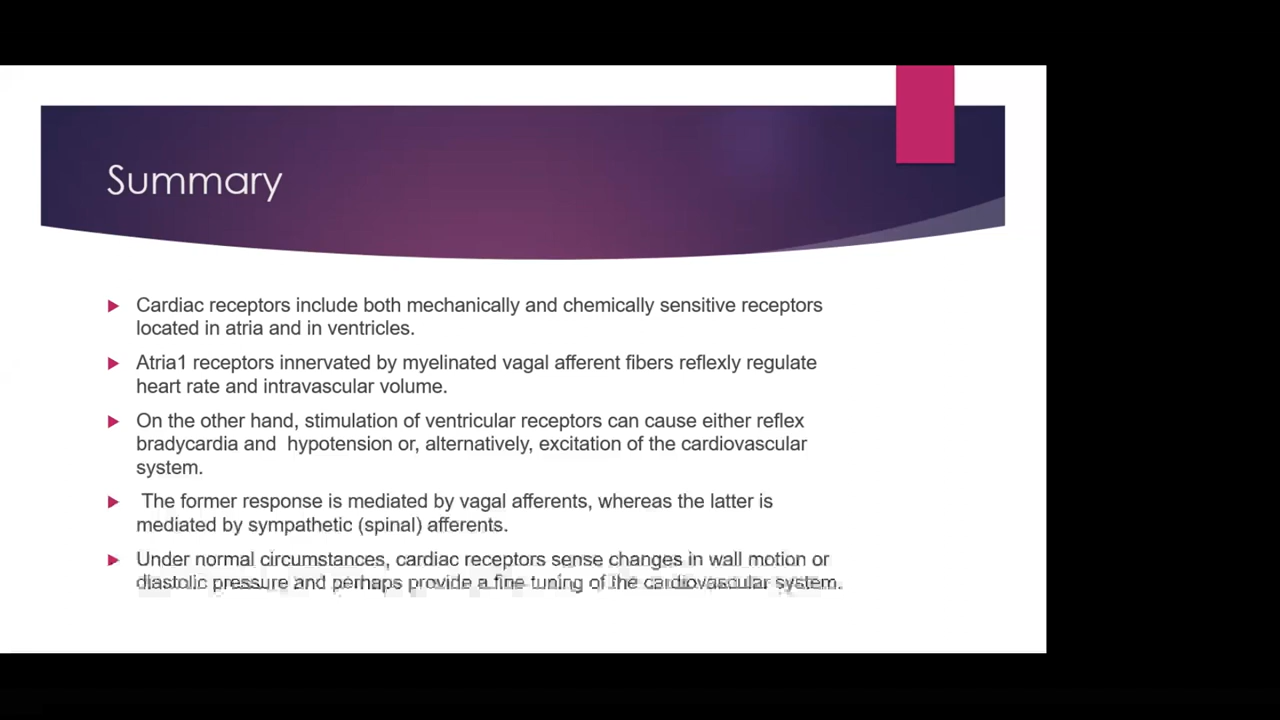 Summary
Cardiac receptors include both mechanically and chemically sensitive receptors
located in atria and in ventricles.
Atria1 receptors innervated by myelinated vagal afferent fibers reflexly regulate
heart rate and intravascular volume.
On the other hand, stimulation of ventricular receptors can cause either reflex
bradycardia and  hypotension or, alternatively, excitation of the cardiovascular
system.
The former response is mediated by vagal afferents, whereas the latter is
mediated by sympathetic (spinal) afferents.
Under normal circumstances, cardiac receptors sense changes in wall motion or
diastolic pressure and perhaps provide a fine tuning of the cardiovascular system.